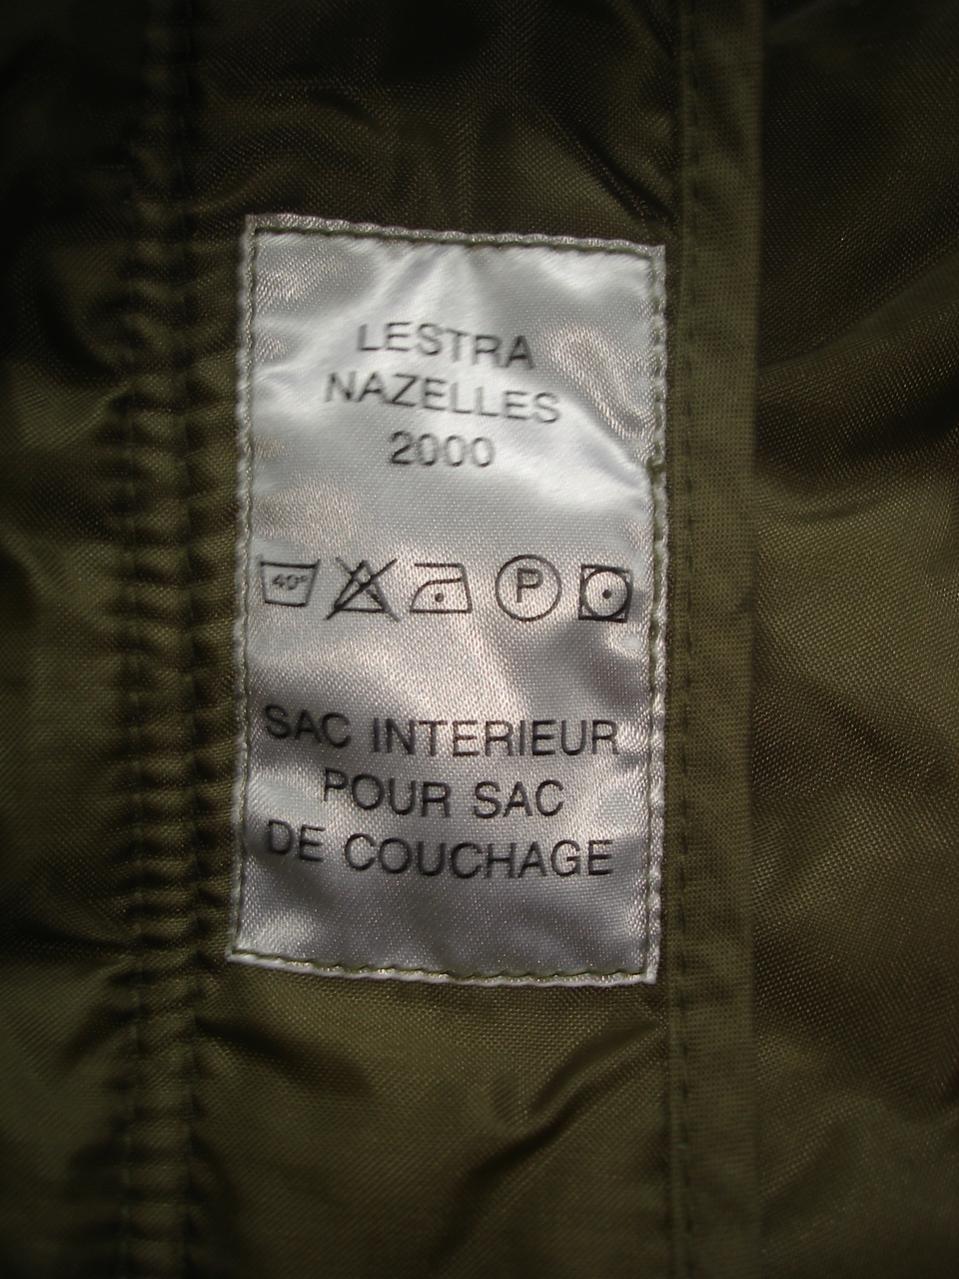 LESTRA
NAZELLES
2000
40°
P
SAC INTERIEUR
POUR SAC
DE COUCHAGE